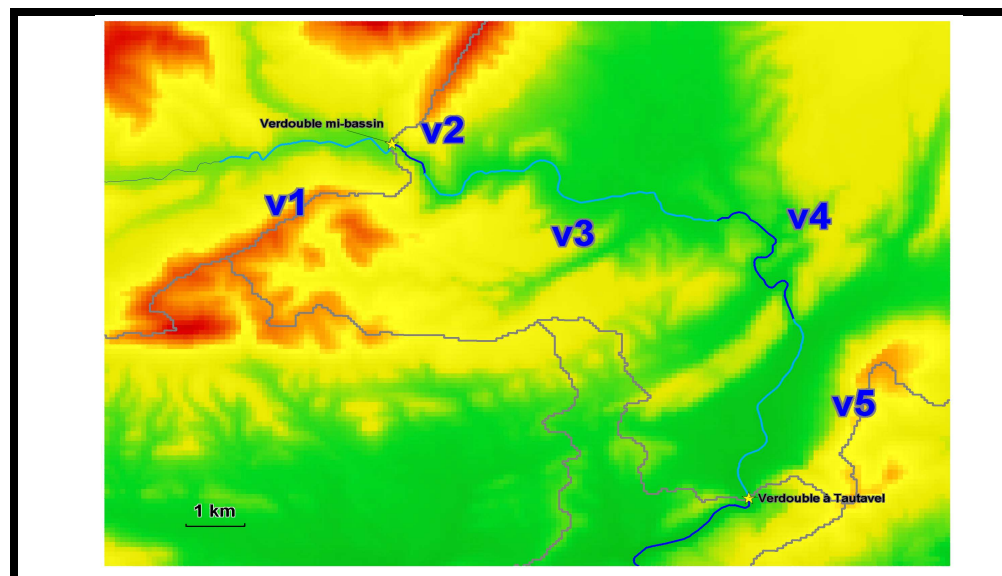 Verdouble mi-bassin
v2
v1
v3
v4
v5
Verdouble à Tautavel
1 km